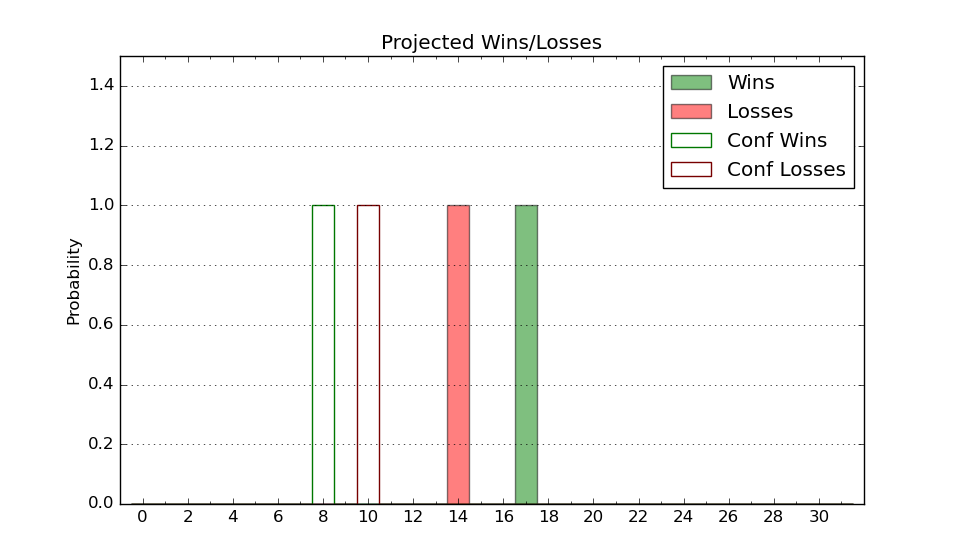 Projected Wins/Losses
1.4
1.2
1.0
0.8
0.6
0.4
0.2
0.0
Probability
Wins
Losses
Conf Wins
Conf Losses
0 2 4 6 8 10 12 14 16 18 20 22 24 26 28 30